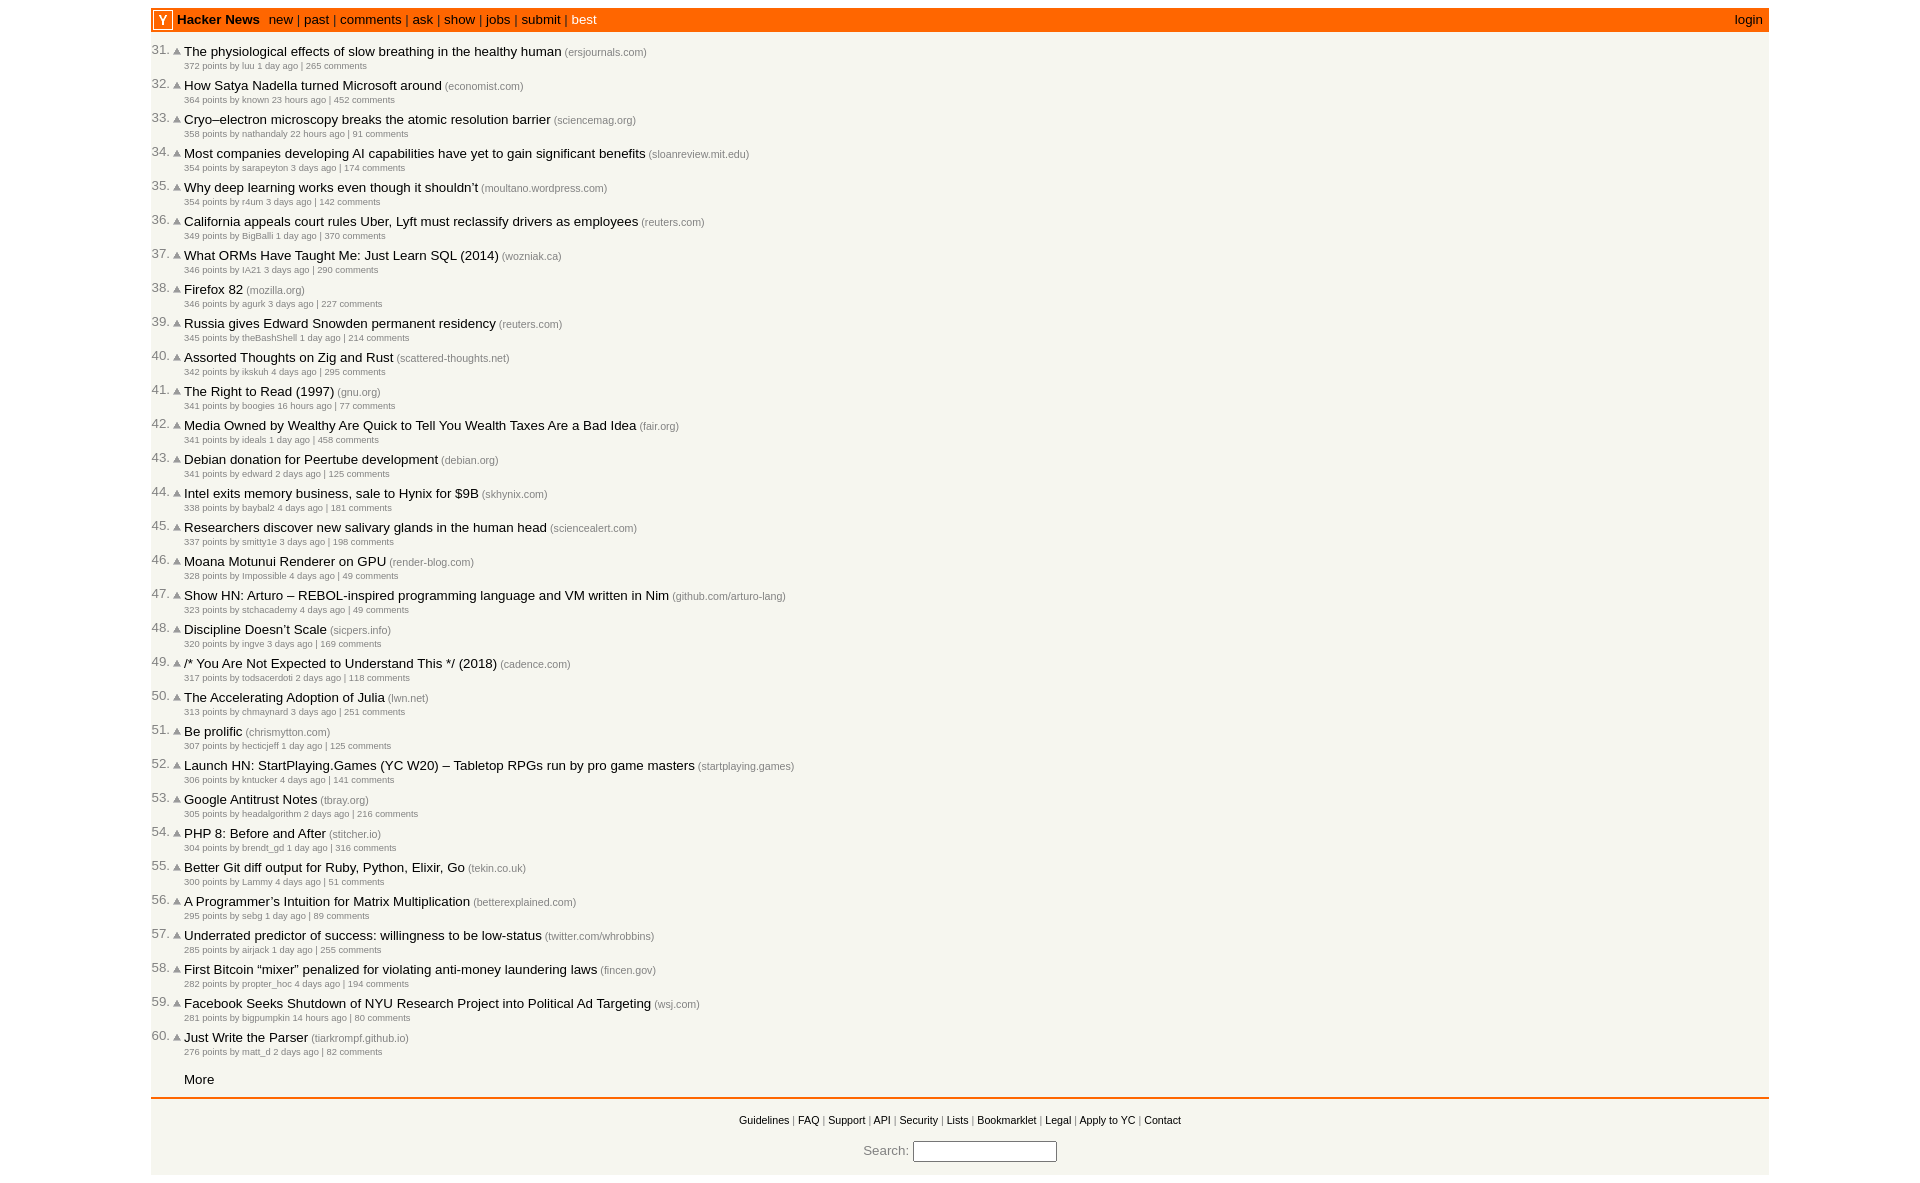 Y Hacker News new | past | comments | ask | show | jobs | submit | best login
31. The physiological effects of slow breathing in the healthy human (ersjournals.com)
372 points by luu 1 day ago | 265 comments
32. How Satya Nadella turned Microsoft around (economist.com)
364 points by known 23 hours ago | 452 comments
33. Cryo–electron microscopy breaks the atomic resolution barrier (sciencemag.org)
358 points by nathandaly 22 hours ago | 91 comments
34. Most companies developing AI capabilities have yet to gain significant benefits (sloanreview.mit.edu)
354 points by sarapeyton 3 days ago | 174 comments
35. Why deep learning works even though it shouldn’t (moultano.wordpress.com)
354 points by r4um 3 days ago | 142 comments
36. California appeals court rules Uber, Lyft must reclassify drivers as employees (reuters.com)
349 points by BigBalli 1 day ago | 370 comments
37. What ORMs Have Taught Me: Just Learn SQL (2014) (wozniak.ca)
346 points by IA21 3 days ago | 290 comments
38. Firefox 82 (mozilla.org)
346 points by agurk 3 days ago | 227 comments
39. Russia gives Edward Snowden permanent residency (reuters.com)
345 points by theBashShell 1 day ago | 214 comments
40. Assorted Thoughts on Zig and Rust (scattered-thoughts.net)
342 points by ikskuh 4 days ago | 295 comments
41. The Right to Read (1997) (gnu.org)
341 points by boogies 16 hours ago | 77 comments
42. Media Owned by Wealthy Are Quick to Tell You Wealth Taxes Are a Bad Idea (fair.org)
341 points by ideals 1 day ago | 458 comments
43. Debian donation for Peertube development (debian.org)
341 points by edward 2 days ago | 125 comments
44. Intel exits memory business, sale to Hynix for $9B (skhynix.com)
338 points by baybal2 4 days ago | 181 comments
45. Researchers discover new salivary glands in the human head (sciencealert.com)
337 points by smitty1e 3 days ago | 198 comments
46. Moana Motunui Renderer on GPU (render-blog.com)
328 points by Impossible 4 days ago | 49 comments
47. Show HN: Arturo – REBOL-inspired programming language and VM written in Nim (github.com/arturo-lang)
323 points by stchacademy 4 days ago | 49 comments
48. Discipline Doesn’t Scale (sicpers.info)
320 points by ingve 3 days ago | 169 comments
49. /* You Are Not Expected to Understand This */ (2018) (cadence.com)
317 points by todsacerdoti 2 days ago | 118 comments
50. The Accelerating Adoption of Julia (lwn.net)
313 points by chmaynard 3 days ago | 251 comments
51. Be prolific (chrismytton.com)
307 points by hecticjeff 1 day ago | 125 comments
52. Launch HN: StartPlaying.Games (YC W20) – Tabletop RPGs run by pro game masters (startplaying.games)
306 points by kntucker 4 days ago | 141 comments
53. Google Antitrust Notes (tbray.org)
305 points by headalgorithm 2 days ago | 216 comments
54. PHP 8: Before and After (stitcher.io)
304 points by brendt_gd 1 day ago | 316 comments
55. Better Git diff output for Ruby, Python, Elixir, Go (tekin.co.uk)
300 points by Lammy 4 days ago | 51 comments
56. A Programmer’s Intuition for Matrix Multiplication (betterexplained.com)
295 points by sebg 1 day ago | 89 comments
57. Underrated predictor of success: willingness to be low-status (twitter.com/whrobbins)
285 points by airjack 1 day ago | 255 comments
58. First Bitcoin “mixer” penalized for violating anti-money laundering laws (fincen.gov)
282 points by propter_hoc 4 days ago | 194 comments
59. Facebook Seeks Shutdown of NYU Research Project into Political Ad Targeting (wsj.com)
281 points by bigpumpkin 14 hours ago | 80 comments
60. Just Write the Parser (tiarkrompf.github.io)
276 points by matt_d 2 days ago | 82 comments
More
Guidelines | FAQ | Support | API | Security | Lists | Bookmarklet | Legal | Apply to YC | Contact
Search: